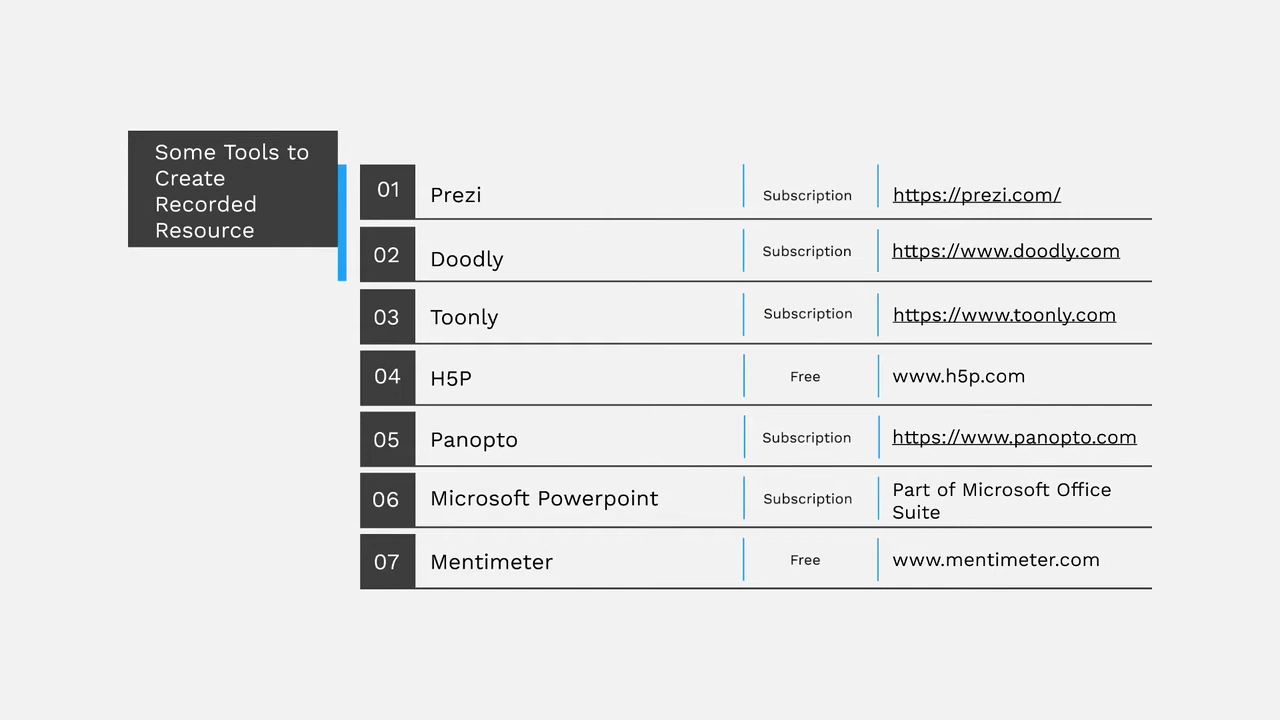 Some Tools to
Create
Recorded
Resource
01 Prezi Subscription https://prezi.com/
02 Doodly Subscription https://www.doodly.com
03 Toonly Subscription https://www.toonly.com
04 H5P Free www.h5p.com
05 Panopto Subscription https://www.panopto.com
06 Microsoft Powerpoint Subscription Part of Microsoft Office
Suite
07 Mentimeter Free www.mentimeter.com